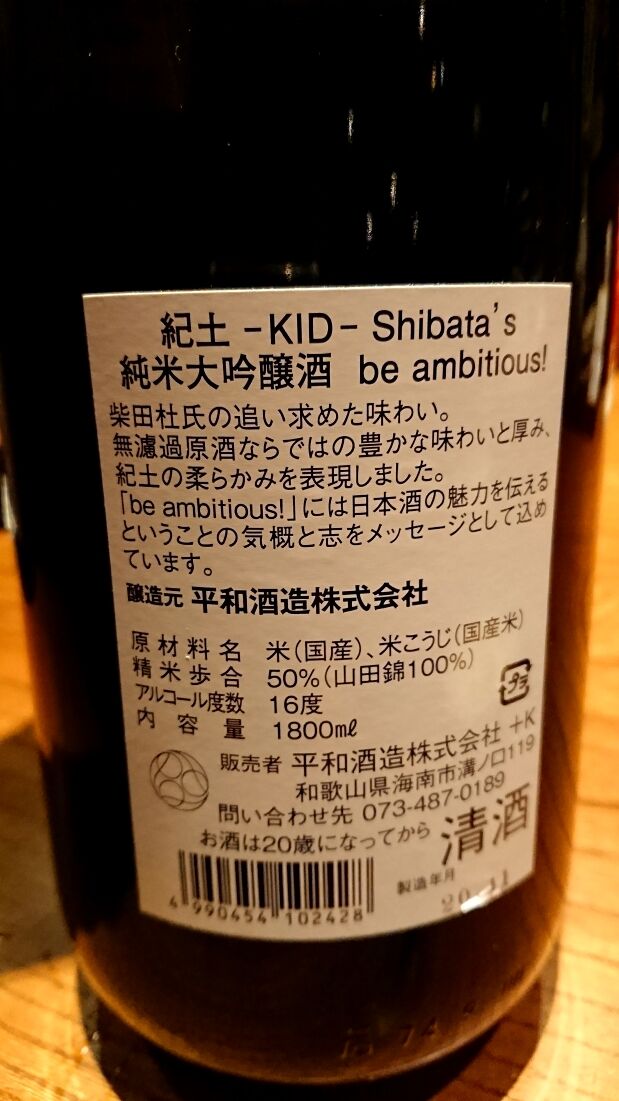 紀土 -KID- Shibata's
純米大吟醸酒 be ambitious!
柴田杜氏の追い求めた味わい。
無濾過原酒ならではの豊かな味わいと厚み、
紀土の柔らかみを表現しました。
「be ambitious!」には日本酒の魅力を伝える
ということの気概と志をメッセージとして込め
ています。
醸造元 平和酒造株式会社
原材料名 米(国産)、米こうじ(国産米)
精米歩合 50%(山田錦100%)
アルコール度数 16度
内容量 1800mℓ
プラ
販売者 平和酒造株式会社 +K
和歌山県海南市溝ノ口119
問い合わせ先 073-487-0189
お酒は20歳になってから 清酒
製造年月 20.11
4 990454 102428